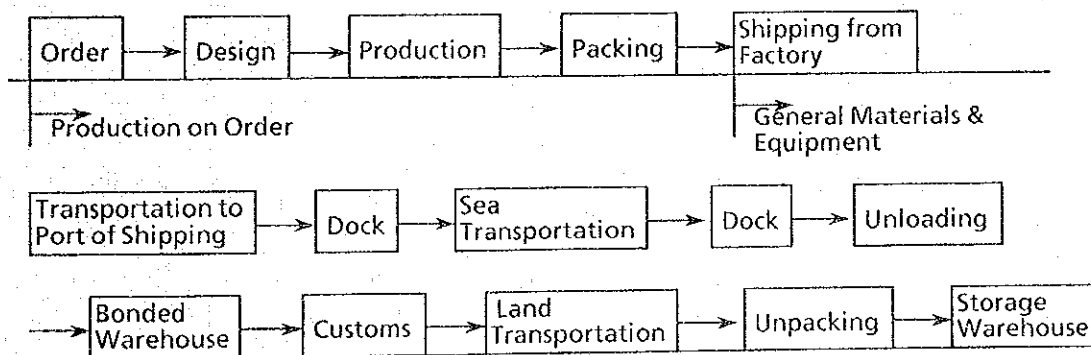 Order
Design
Production
Packing
Shipping from
Factory
Production on Order
General Materials &
Equipment
Transportation to
Port of Shipping
Dock
Sea
Transportation
Dock
Unloading
Bonded
Warehouse
Customs
Land
Transportation
Unpacking
Storage
Warehouse